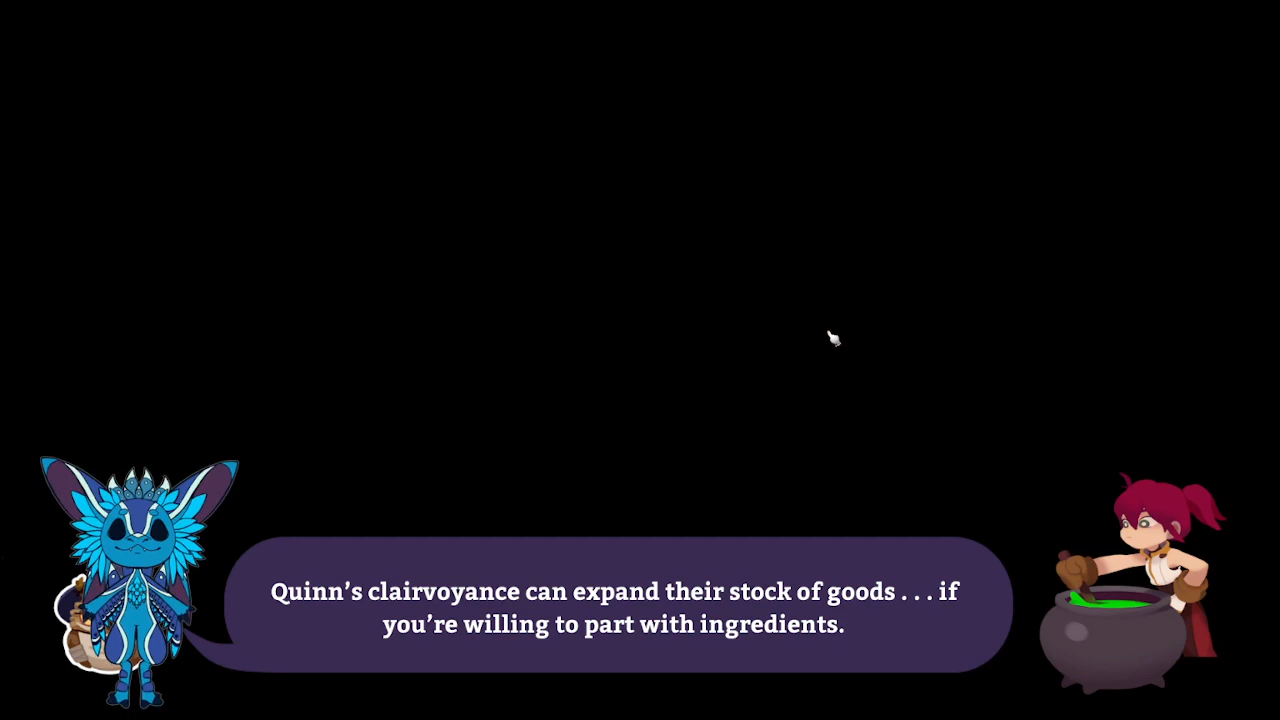 Quinn’s clairvoyance can expand their stock of goods . . . if
you’re willing to part with ingredients.